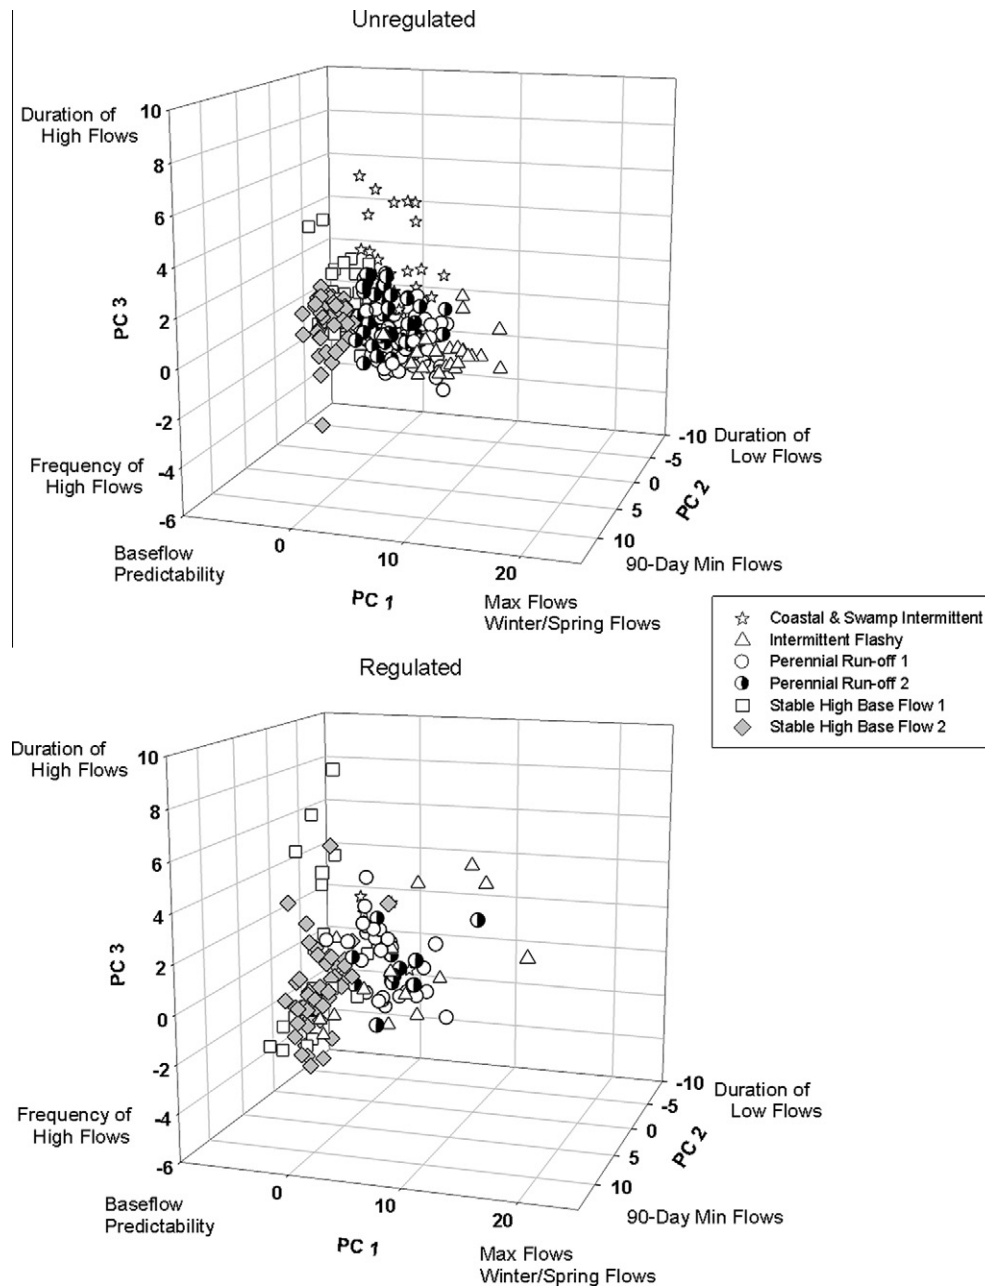 Unregulated
Duration of
High Flows
10
8
6
4
2
0
-2
-4
-6
PC 3
Frequency of
High Flows
Baseflow
Predictability
0
10
20
PC 1
Max Flows
Winter/Spring Flows
-10
-5
0
5
10
PC 2
Duration of
Low Flows
90-Day Min Flows
Coastal & Swamp Intermittent
Intermittent Flashy
Perennial Run-off 1
Perennial Run-off 2
Stable High Base Flow 1
Stable High Base Flow 2
Regulated
Duration of
High Flows
10
8
6
4
2
0
-2
-4
-6
PC 3
Frequency of
High Flows
Baseflow
Predictability
0
10
20
PC 1
Max Flows
Winter/Spring Flows
-10
-5
0
5
10
PC 2
Duration of
Low Flows
90-Day Min Flows